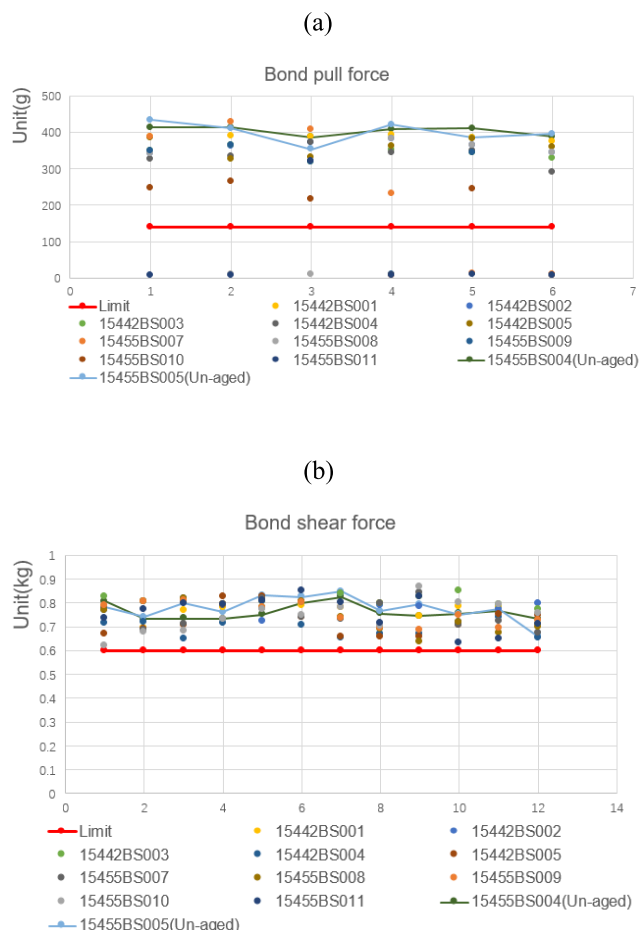 (a)
Bond pull force
Unit(g)
500
400
300
200
100
0
0 1 2 3 4 5 6 7
Limit 15442BS001 15442BS002
15442BS003 15442BS004 15442BS005
15455BS007 15455BS008 15455BS009
15455BS010 15455BS011 15455BS004(Un-aged)
15455BS005(Un-aged)
(b)
Bond shear force
Unit(kg)
1
0.9
0.8
0.7
0.6
0.5
0.4
0.3
0.2
0.1
0
0 2 4 6 8 10 12 14
Limit 15442BS001 15442BS002
15442BS003 15442BS004 15442BS005
15455BS007 15455BS008 15455BS009
15455BS010 15455BS011 15455BS004(Un-aged)
15455BS005(Un-aged)